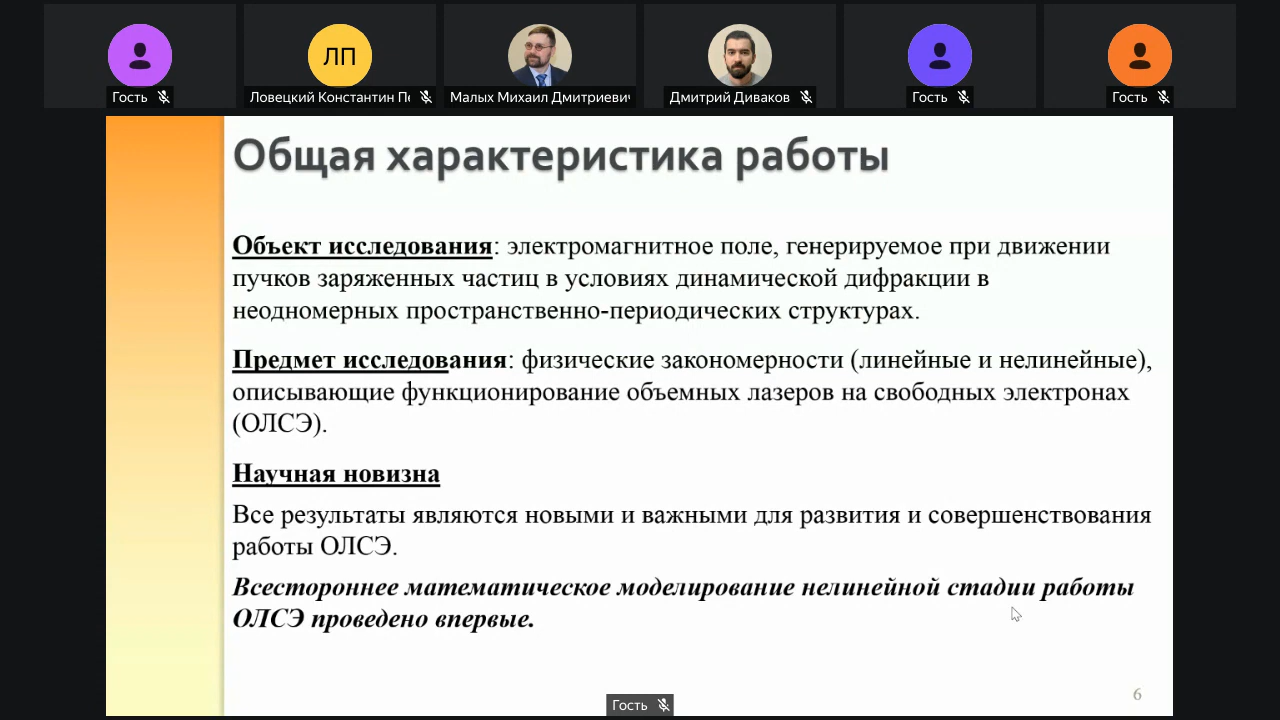 Гость
ЛП
Ловецкий Константин Пе
Малых Михаил Дмитриевич
Дмитрий Диваков
Гость
Гость
Общая характеристика работы
Объект исследования: электромагнитное поле, генерируемое при движении
пучков заряженных частиц в условиях динамической дифракции в
неодномерных пространственно-периодических структурах.
Предмет исследования: физические закономерности (линейные и нелинейные),
описывающие функционирование объемных лазеров на свободных электронах
(ОЛСЭ).
Научная новизна
Все результаты являются новыми и важными для развития и совершенствования
работы ОЛСЭ.
Всестороннее математическое моделирование нелинейной стадии работы
ОЛСЭ проведено впервые.
6
Гость